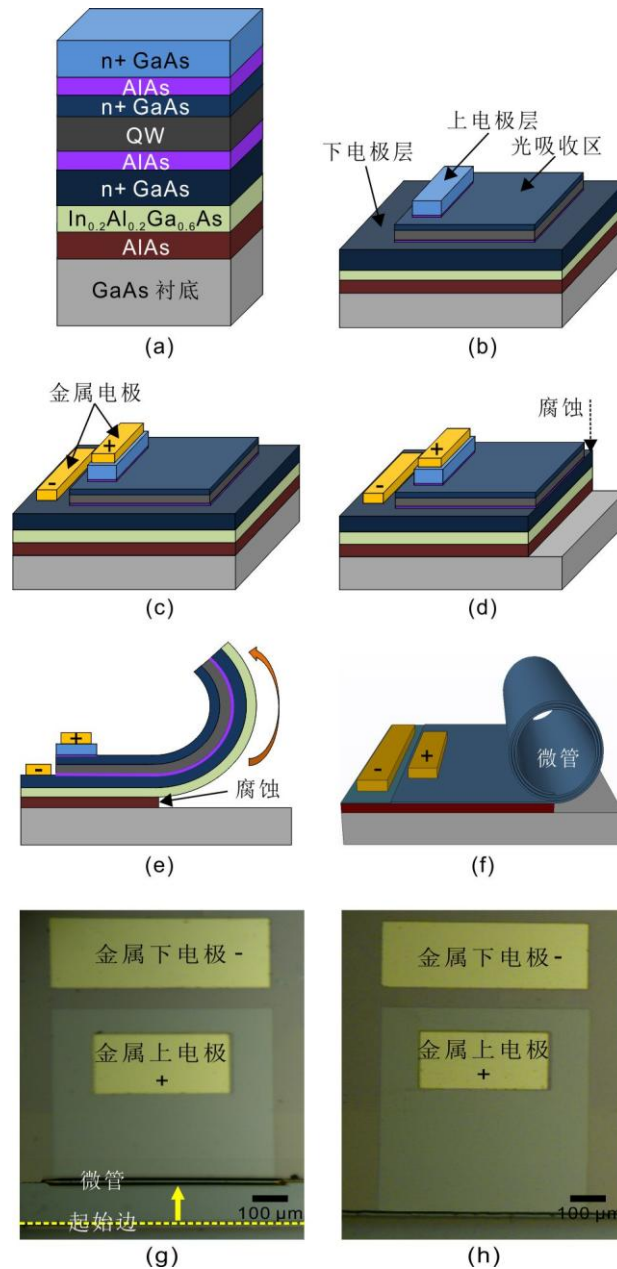 n+ GaAs
AlAs
n+ GaAs
QW
AlAs
n+ GaAs
In₀.₂Al₀.₂Ga₀.₆As
AlAs
GaAs 衬底
(a)
上电极层
下电极层
光吸收区
(b)
金属电极
+
-
(c)
腐蚀
+
-
(d)
+
-
腐蚀
(e)
-
+
微管
(f)
金属下电极 -
金属上电极
+
微管
起始边
100 μm
(g)
金属下电极-
金属上电极
+
100 μm
(h)